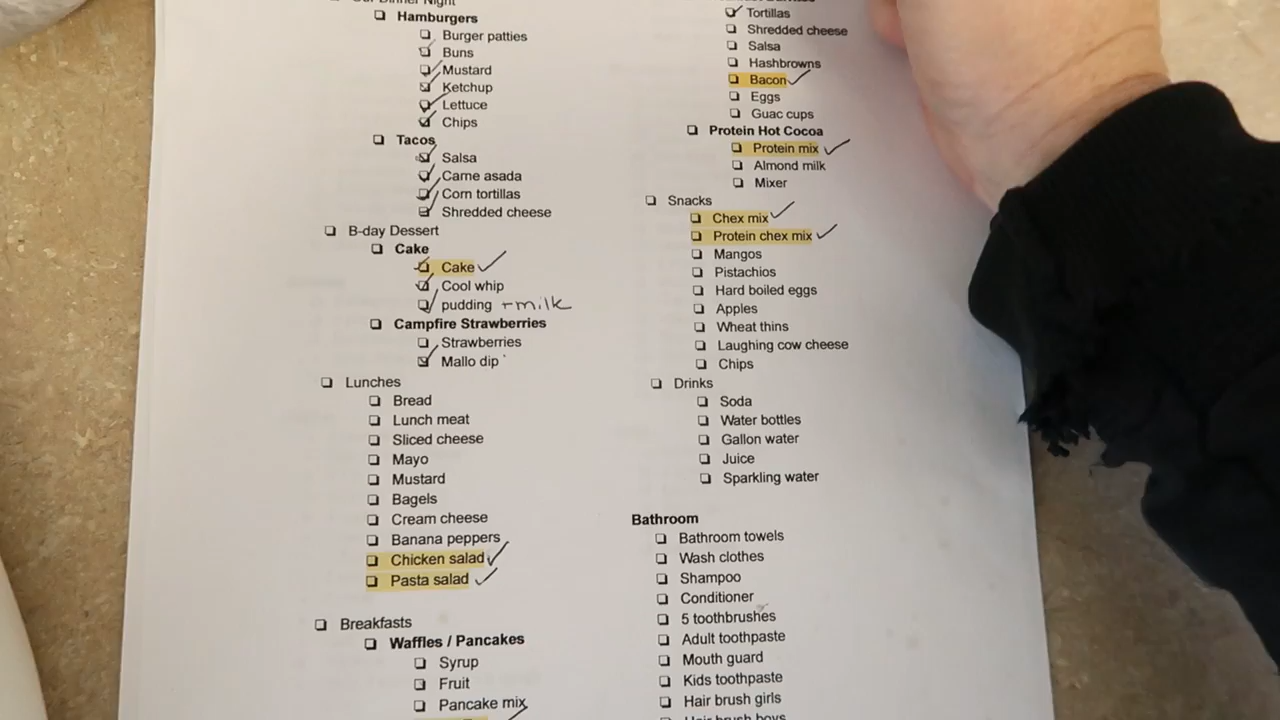 Our Dinner Night
Hamburgers
Burger patties
Buns
Mustard
Ketchup
Lettuce
Chips
Tacos
Salsa
Carne asada
Corn tortillas
Shredded cheese
B-day Dessert
Cake
Cake
Cool whip
pudding + milk
Campfire Strawberries
Strawberries
Mallo dip
Lunches
Bread
Lunch meat
Sliced cheese
Mayo
Mustard
Bagels
Cream cheese
Banana peppers
Chicken salad
Pasta salad
Breakfasts
Waffles / Pancakes
Syrup
Fruit
Pancake mix
Tortillas
Shredded cheese
Salsa
Hashbrowns
Bacon
Eggs
Guac cups
Protein Hot Cocoa
Protein mix
Almond milk
Mixer
Snacks
Chex mix
Protein chex mix
Mangos
Pistachios
Hard boiled eggs
Apples
Wheat thins
Laughing cow cheese
Chips
Drinks
Soda
Water bottles
Gallon water
Juice
Sparkling water
Bathroom
Bathroom towels
Wash clothes
Shampoo
Conditioner
5 toothbrushes
Adult toothpaste
Mouth guard
Kids toothpaste
Hair brush girls
Hair brush boys